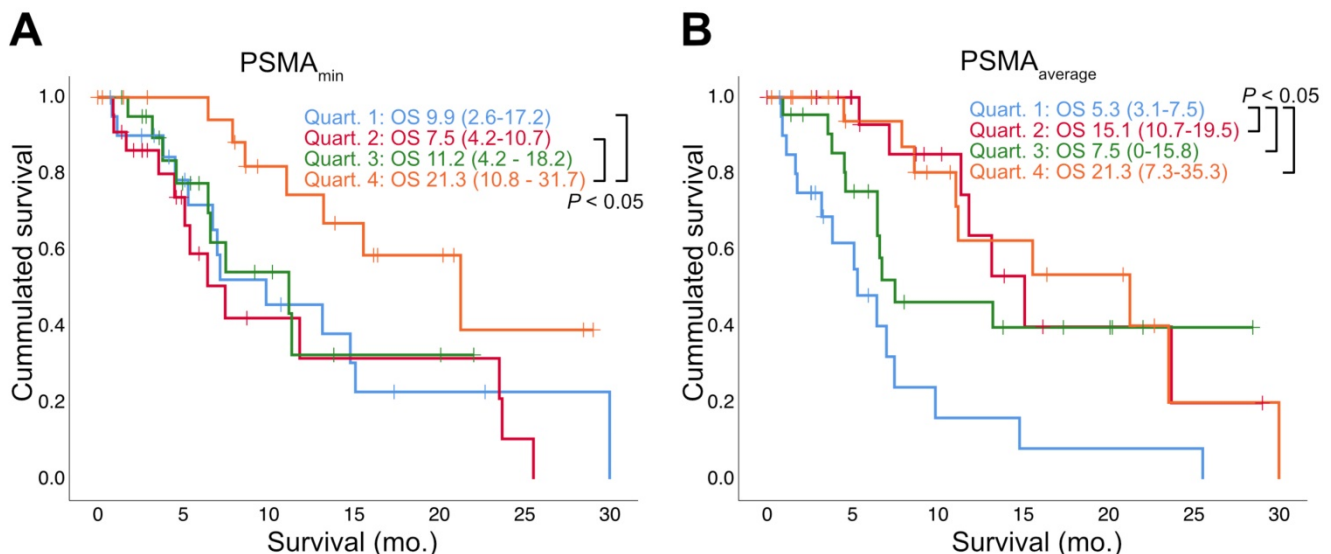 A
PSMAmin
Quart. 1: OS 9.9 (2.6-17.2)
Quart. 2: OS 7.5 (4.2-10.7)
Quart. 3: OS 11.2 (4.2 - 18.2)
Quart. 4: OS 21.3 (10.8 - 31.7)
P < 0.05
Cummulated survival
1.0
0.8
0.6
0.4
0.2
0.0
0 5 10 15 20 25 30
Survival (mo.)
B
PSMAaverage
P < 0.05
Quart. 1: OS 5.3 (3.1-7.5)
Quart. 2: OS 15.1 (10.7-19.5)
Quart. 3: OS 7.5 (0-15.8)
Quart. 4: OS 21.3 (7.3-35.3)
Cummulated survival
1.0
0.8
0.6
0.4
0.2
0.0
0 5 10 15 20 25 30
Survival (mo.)